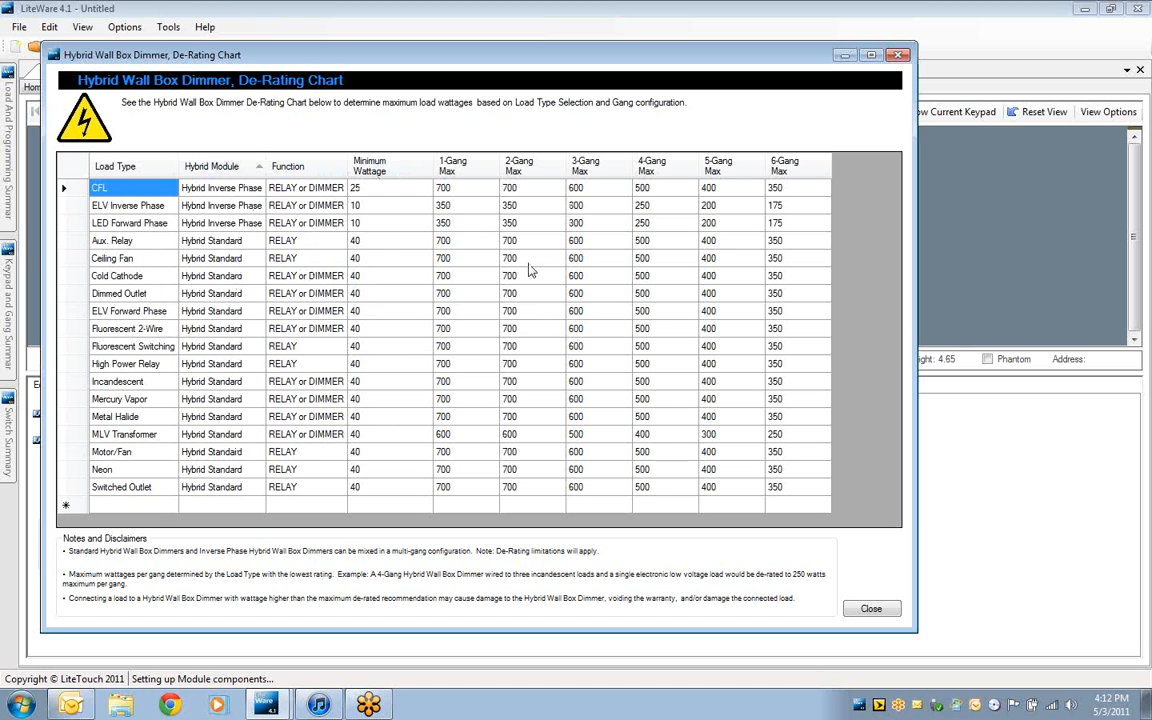 LiteWare 4.1 - Untitled
File Edit View Options Tools Help
Hybrid Wall Box Dimmer, De-Rating Chart
Hybrid Wall Box Dimmer, De-Rating Chart
See the Hybrid Wall Box Dimmer De-Rating Chart below to determine maximum load wattages based on Load Type Selection and Gang configuration.
Load And Programming Summar
Keypad and Gang Summar
Switch Summary
Current Keypad Reset View View Options
Load Type Hybrid Module Function Minimum Wattage 1-Gang Max 2-Gang Max 3-Gang Max 4-Gang Max 5-Gang Max 6-Gang Max
CFL Hybrid Inverse Phase RELAY or DIMMER 25 700 700 600 500 400 350
ELV Inverse Phase Hybrid Inverse Phase RELAY or DIMMER 10 350 350 300 250 200 175
LED Forward Phase Hybrid Inverse Phase RELAY or DIMMER 10 350 350 300 250 200 175
Aux. Relay Hybrid Standard RELAY 40 700 700 600 500 400 350
Ceiling Fan Hybrid Standard RELAY 40 700 700 600 500 400 350
Cold Cathode Hybrid Standard RELAY or DIMMER 40 700 700 600 500 400 350
Dimmed Outlet Hybrid Standard RELAY or DIMMER 40 700 700 600 500 400 350
ELV Forward Phase Hybrid Standard RELAY or DIMMER 40 700 700 600 500 400 350
Fluorescent 2-Wire Hybrid Standard RELAY or DIMMER 40 700 700 600 500 400 350
Fluorescent Switching Hybrid Standard RELAY 40 700 700 600 500 400 350
High Power Relay Hybrid Standard RELAY 40 700 700 600 500 400 350
Incandescent Hybrid Standard RELAY or DIMMER 40 700 700 600 500 400 350
Mercury Vapor Hybrid Standard RELAY or DIMMER 40 700 700 600 500 400 350
Metal Halide Hybrid Standard RELAY or DIMMER 40 700 700 600 500 400 350
MLV Transformer Hybrid Standard RELAY or DIMMER 40 600 600 500 400 300 250
Motor/Fan Hybrid Standard RELAY 40 700 700 600 500 400 350
Neon Hybrid Standard RELAY 40 700 700 600 500 400 350
Switched Outlet Hybrid Standard RELAY 40 700 700 600 500 400 350
ight: 4.65 Phantom Address:
Notes and Disclaimers
• Standard Hybrid Wall Box Dimmers and Inverse Phase Hybrid Wall Box Dimmers can be mixed in a multi-gang configuration. Note: De-Rating limitations will apply.
• Maximum wattages per gang determined by the Load Type with the lowest rating. Example: A 4-Gang Hybrid Wall Box Dimmer wired to three incandescent loads and a single electronic low voltage load would be de-rated to 250 watts
maximum per gang.
• Connecting a load to a Hybrid Wall Box Dimmer with wattage higher than the maximum de-rated recommendation may cause damage to the Hybrid Wall Box Dimmer, voiding the warranty, and/or damage the connected load.
Close
Copyright © LiteTouch 2011 Setting up Module components...
Ware
4.1
4:12 PM
5/3/2011